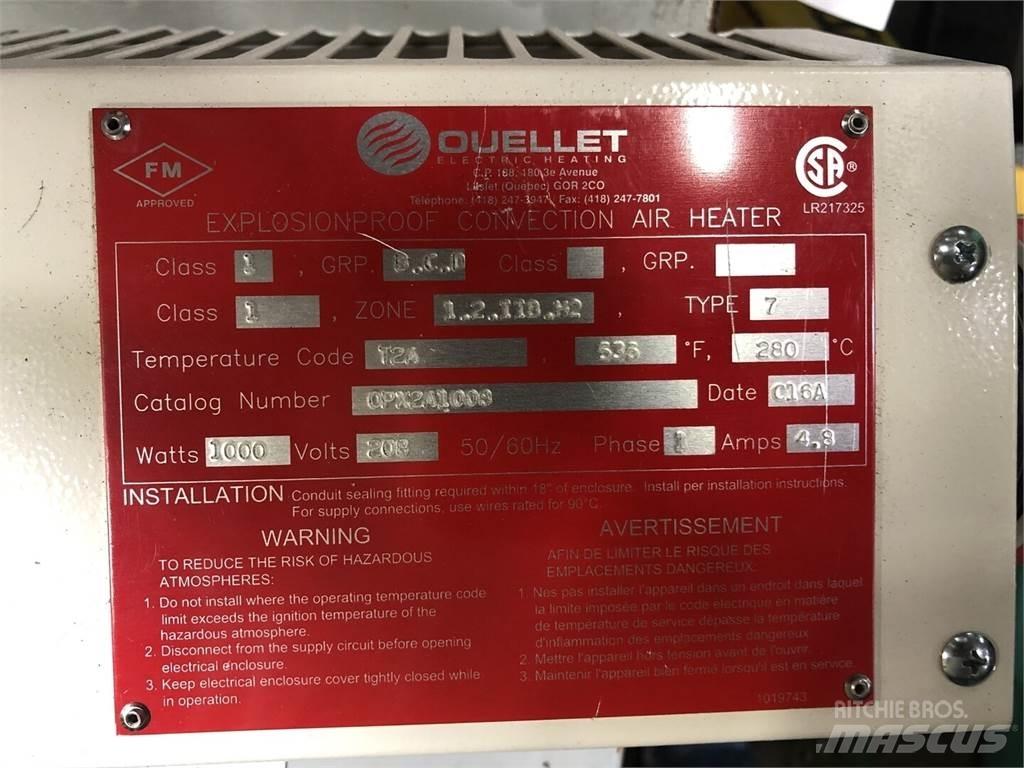 OUELLET
ELECTRIC HEATING
C.P. 188, 180 3e Avenue
L'Islet (Québec) G0R 2C0
Téléphone: (418) 247-3947, Fax: (418) 247-7801
FM
APPROVED
SA®
LR217325
EXPLOSIONPROOF CONVECTION AIR HEATER
Class 1 , GRP. B.C.D Class , GRP.
Class 1 , ZONE 1.2.IIB.H2 , TYPE 7
Temperature Code T2A , 536 °F, 280 °C
Catalog Number OPX2A1008 Date C16A
Watts 1000 Volts 208 50/60Hz Phase 1 Amps 4.8
INSTALLATION Conduit sealing fitting required within 18" of enclosure. Install per installation instructions.
For supply connections, use wires rated for 90°C.
WARNING
TO REDUCE THE RISK OF HAZARDOUS
ATMOSPHERES:
1. Do not install where the operating temperature code
limit exceeds the ignition temperature of the
hazardous atmosphere.
2. Disconnect from the supply circuit before opening
electrical enclosure.
3. Keep electrical enclosure cover tightly closed while
in operation.
AVERTISSEMENT
AFIN DE LIMITER LE RISQUE DES
EMPLACEMENTS DANGEREUX:
1. Nes pas installer l'appareil dans un endroit dans laquel
la limite imposée par le code electrique en matière
de température de service dépasse la température
d'inflammation des emplacements dangereux
2. Mettre l'appareil hors tension avant de l'ouvrir.
3. Maintenir l'appareil bien fermé lorsqu'il est en service.
1019743
RITCHIE BROS.
MASCUS